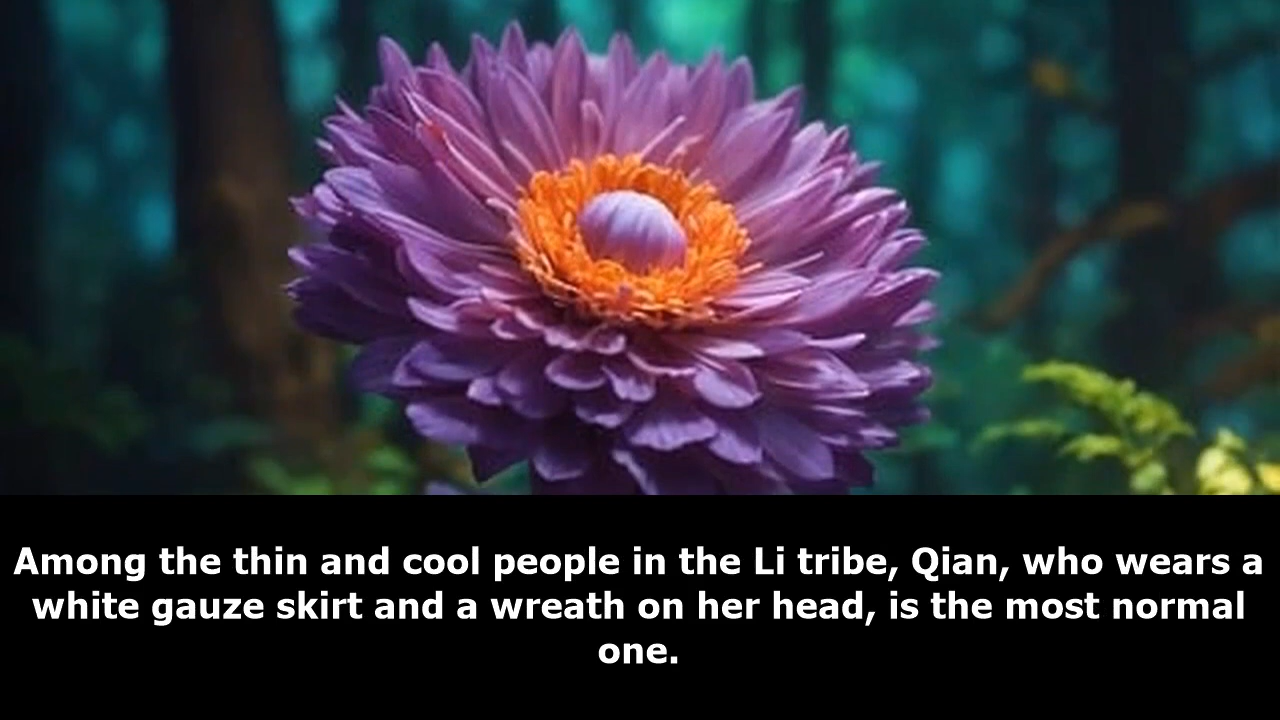 Among the thin and cool people in the Li tribe, Qian, who wears a
white gauze skirt and a wreath on her head, is the most normal
one.